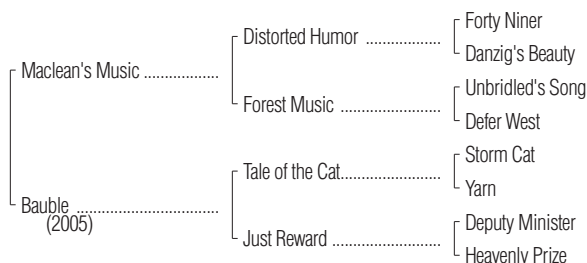 Forty Niner
Distorted Humor ....................
Danzig's Beauty
Maclean's Music ....................
Unbridled's Song
Forest Music ..........................
Defer West
Storm Cat
Tale of the Cat..........................
Yarn
Bauble ......................................
(2005)
Deputy Minister
Just Reward ............................
Heavenly Prize